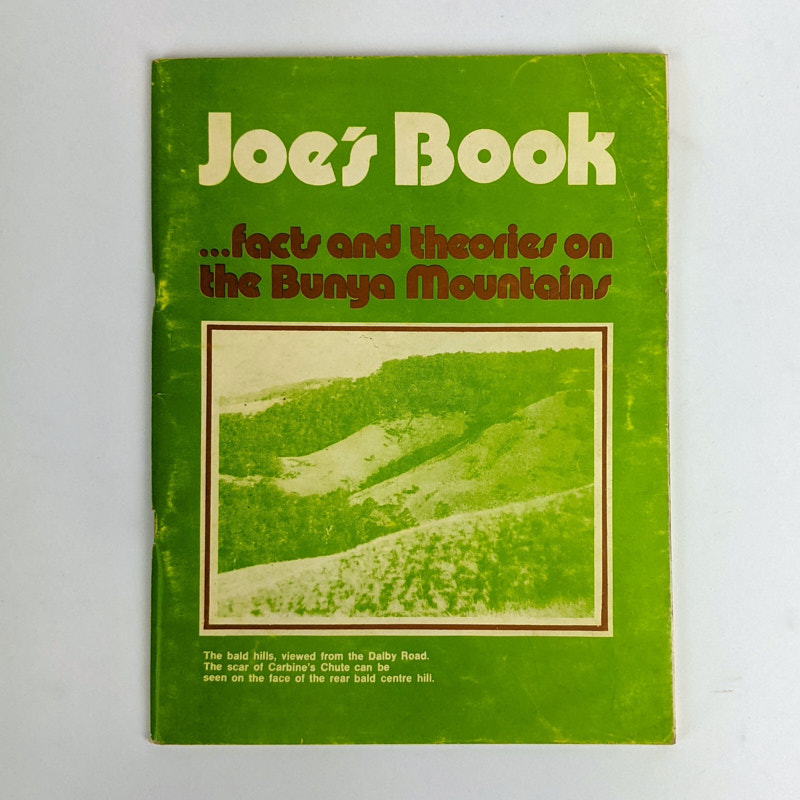 Joe's Book
...facts and theories on
the Bunya Mountains
The bald hills, viewed from the Dalby Road.
The scar of Carbine's Chute can be
seen on the face of the rear bald centre hill.